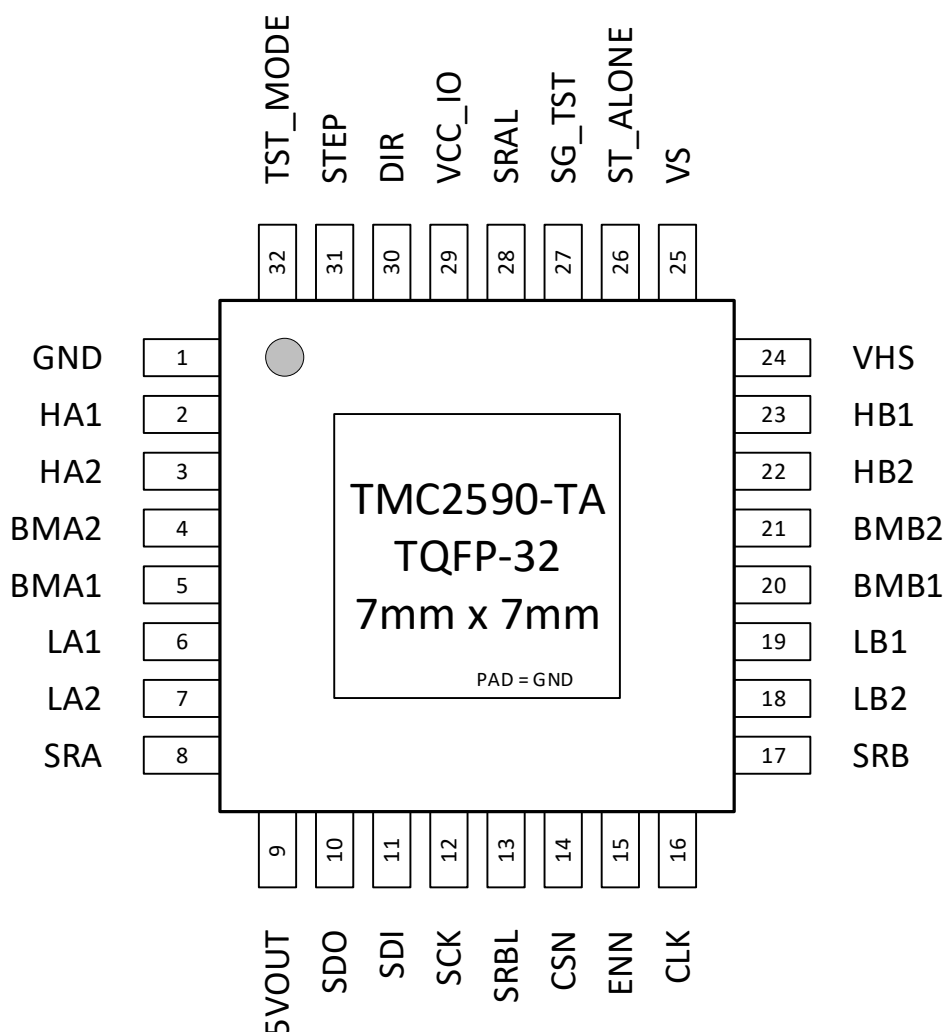 TST_MODE
STEP
DIR
VCC_IO
SRAL
SG_TST
ST_ALONE
VS
32
31
30
29
28
27
26
25
GND 1
HA1 2
HA2 3
BMA2 4
BMA1 5
LA1 6
LA2 7
SRA 8
24 VHS
23 HB1
22 HB2
21 BMB2
20 BMB1
19 LB1
18 LB2
17 SRB
TMC2590-TA
TQFP-32
7mm x 7mm
PAD = GND
9
10
11
12
13
14
15
16
5VOUT
SDO
SDI
SCK
SRBL
CSN
ENN
CLK